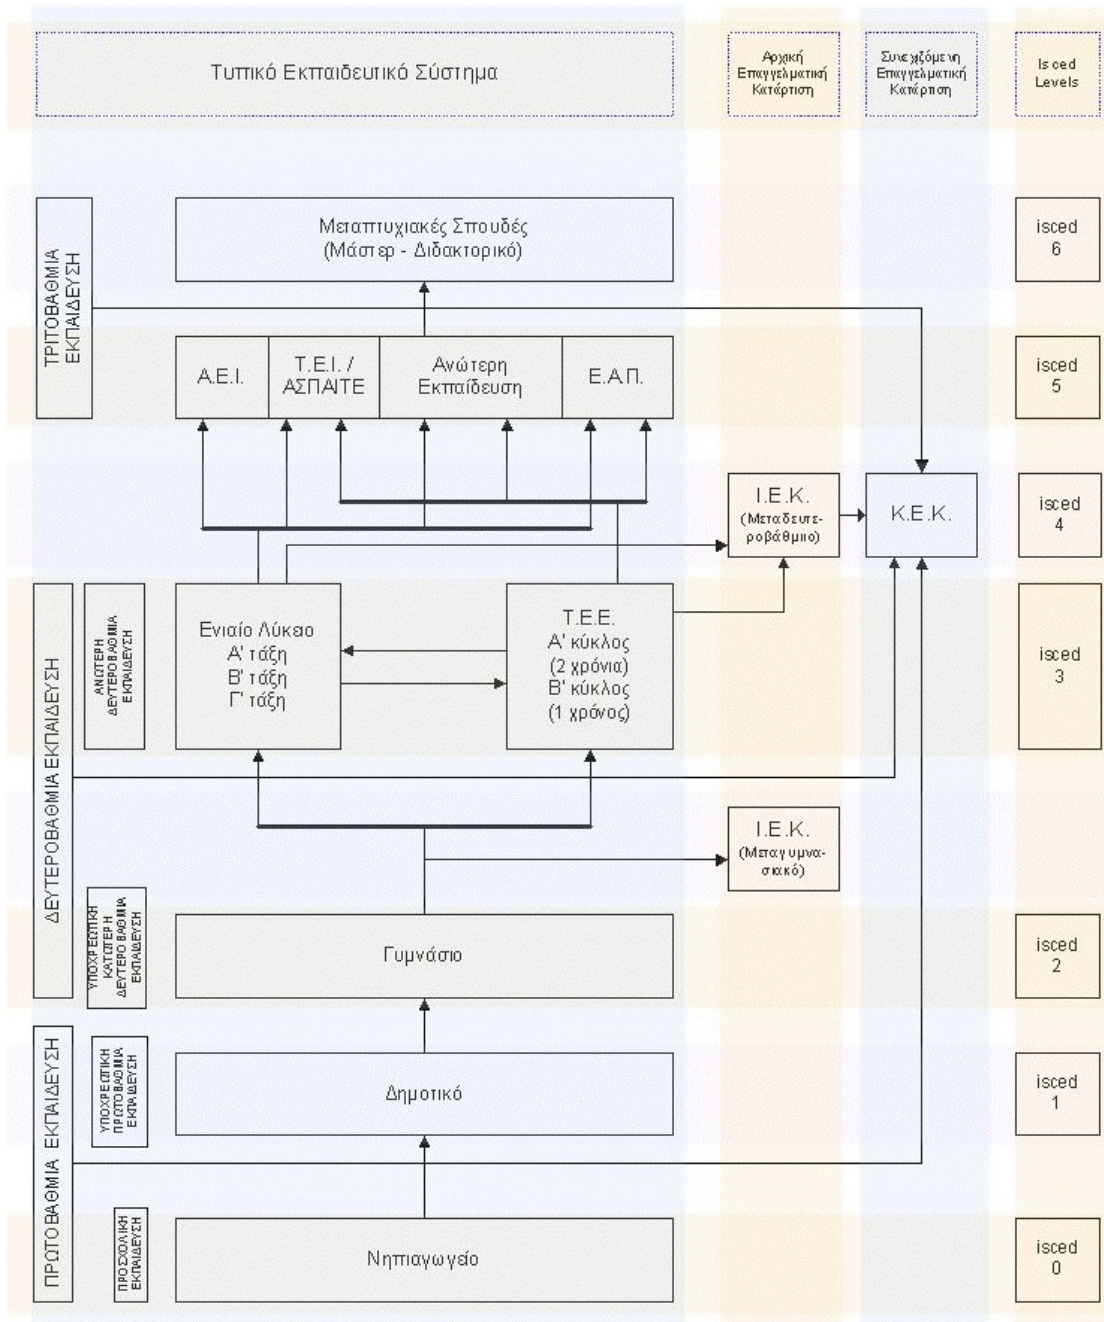 Τυπικό Εκπαιδευτικό Σύστημα
Αρχική
Επαγγελματική
Κατάρτιση
Συνεχιζόμενη
Επαγγελματική
Κατάρτιση
Isced
Levels
ΤΡΙΤΟΒΑΘΜΙΑ
ΕΚΠΑΙΔΕΥΣΗ
Μεταπτυχιακές Σπουδές
(Μάστερ - Διδακτορικό)
isced
6
Α.Ε.Ι.
Τ.Ε.Ι. /
ΑΣΠΑΙΤΕ
Ανώτερη
Εκπαίδευση
Ε.Α.Π.
isced
5
Ι.Ε.Κ.
(Μεταδευτε-
ροβάθμιο)
Κ.Ε.Κ.
isced
4
ΔΕΥΤΕΡΟΒΑΘΜΙΑ ΕΚΠΑΙΔΕΥΣΗ
ΑΝΩΤΕΡΗ
ΔΕΥΤΕΡΟΒΑΘΜΙΑ
ΕΚΠΑΙΔΕΥΣΗ
Ενιαίο Λύκειο
Α' τάξη
Β' τάξη
Γ' τάξη
Τ.Ε.Ε.
Α' κύκλος
(2 χρόνια)
Β' κύκλος
(1 χρόνος)
isced
3
Ι.Ε.Κ.
(Μεταγυμνα-
σιακό)
ΥΠΟΧΡΕΩΤΙΚΗ
ΚΑΤΩΤΕΡΗ
ΔΕΥΤΕΡΟΒΑΘΜΙΑ
ΕΚΠΑΙΔΕΥΣΗ
Γυμνάσιο
isced
2
ΠΡΩΤΟΒΑΘΜΙΑ ΕΚΠΑΙΔΕΥΣΗ
ΥΠΟΧΡΕΩΤΙΚΗ
ΠΡΩΤΟΒΑΘΜΙΑ
ΕΚΠΑΙΔΕΥΣΗ
Δημοτικό
isced
1
ΠΡΟΣΧΟΛΙΚΗ
ΕΚΠΑΙΔΕΥΣΗ
Νηπιαγωγείο
isced
0